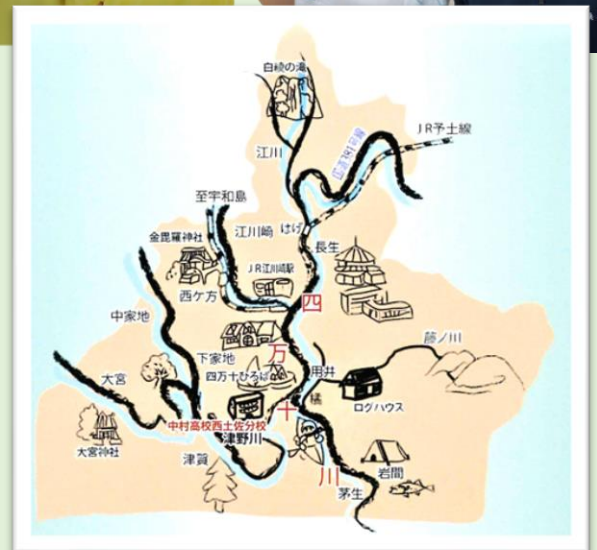 白綾の滝
JR予土線
江川
至宇和島
江川崎
はげ
金毘羅神社
長生
JR江川崎駅
西ケ方
四
中家地
藤ノ川
下家地
万
用井
四万十ひろば
大宮
ログハウス
橘
十
中村高校西土佐分校
津野川
大宮神社
津賀
岩間
川
茅生